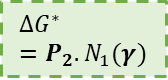 ΔG*
= P₂. N₁(γ)